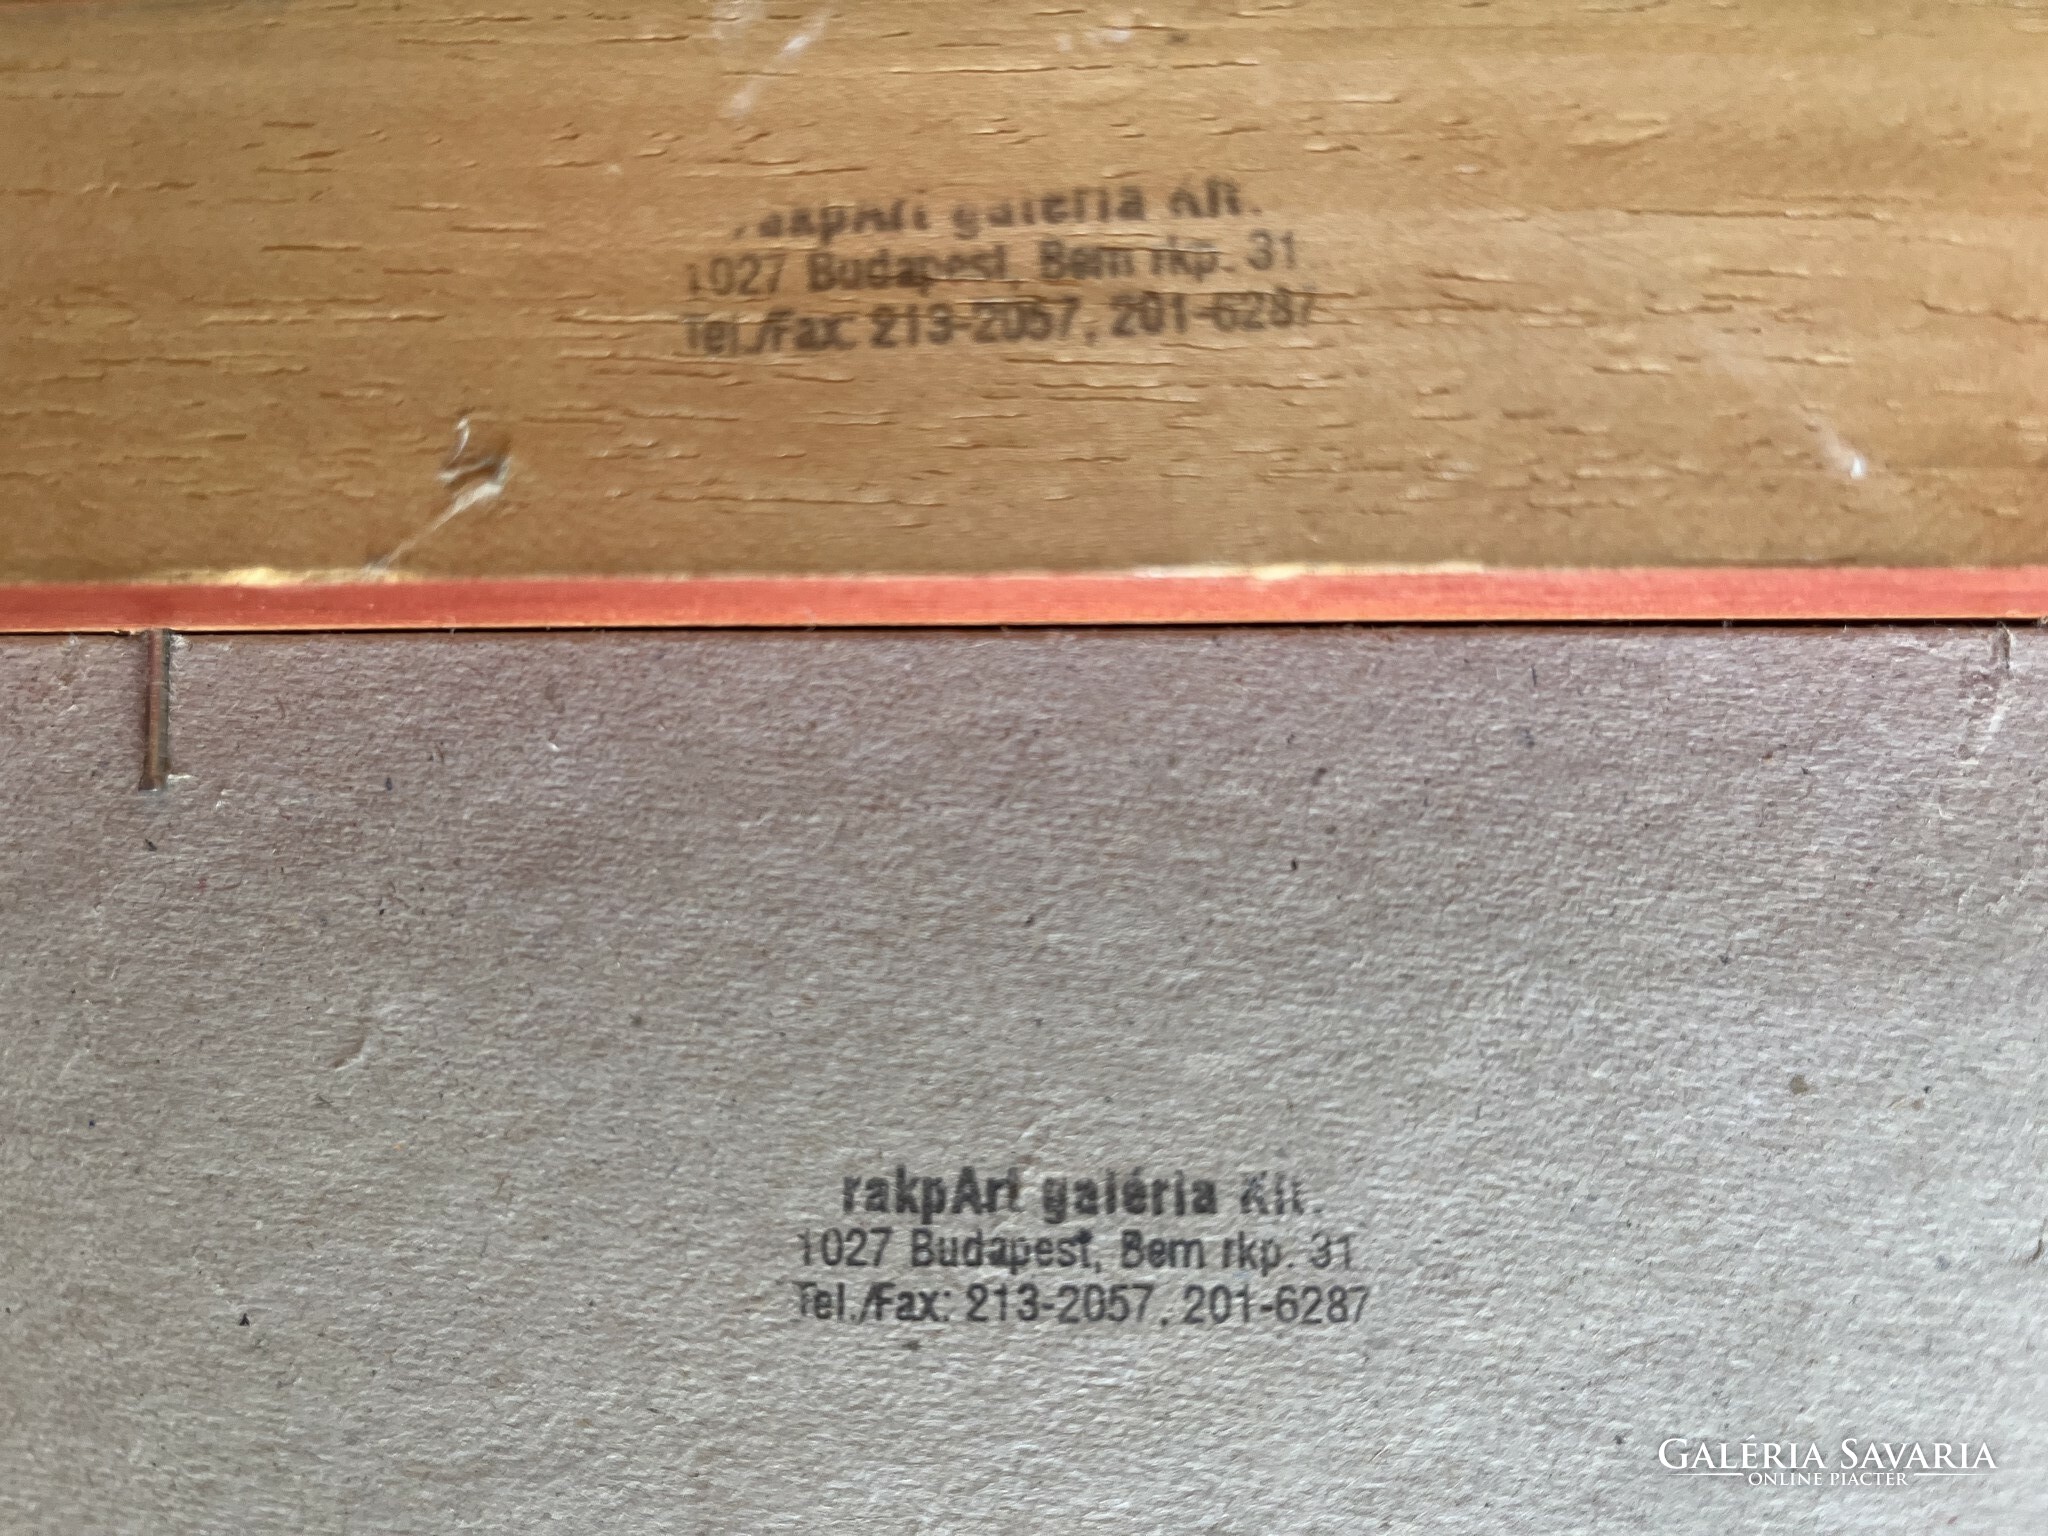 rakpArt galéria Kft.
1027 Budapest, Bem rkp. 31
Tel./Fax: 213-2057, 201-6287
rakpArt galéria Kft.
1027 Budapest, Bem rkp. 31
Tel./Fax: 213-2057, 201-6287
GALÉRIA SAVARIA
ONLINE PIACTÉR